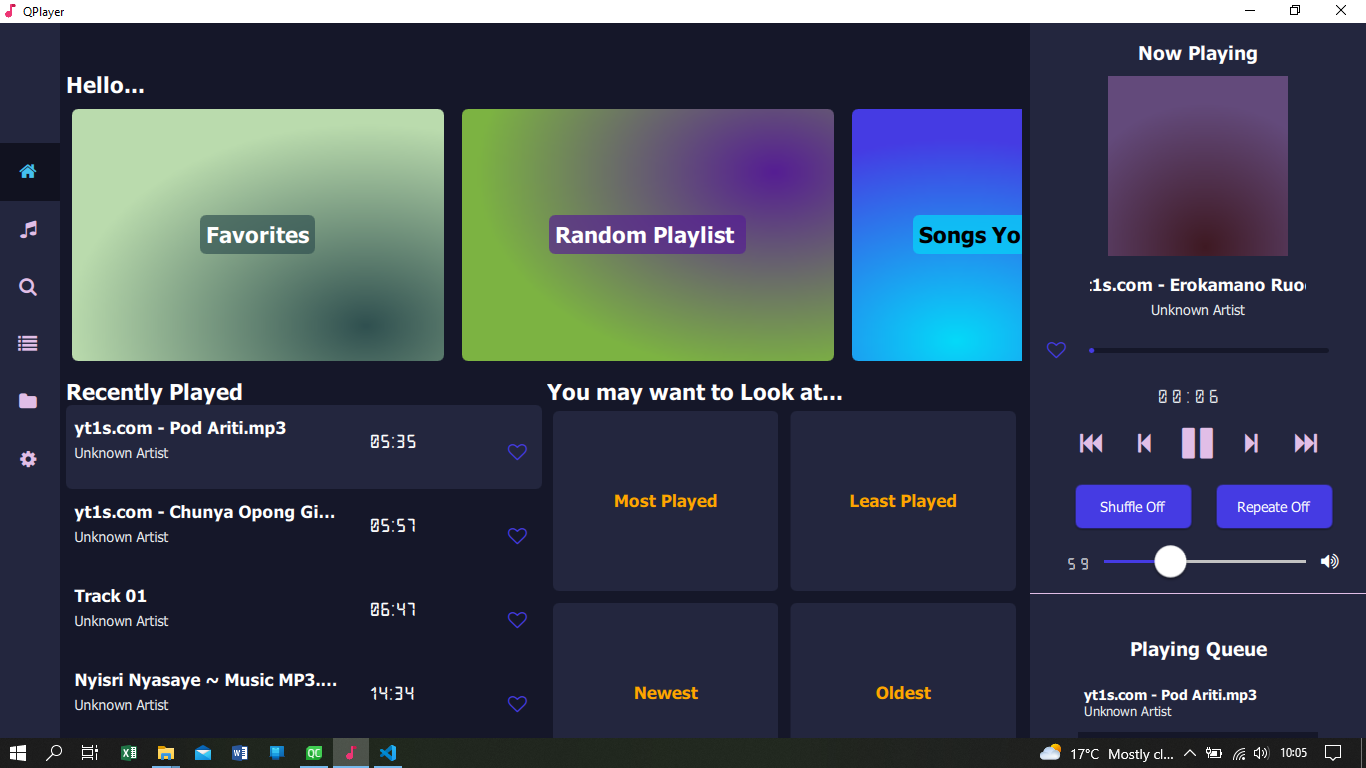 QPlayer
Hello...
Favorites
Random Playlist
Songs Yo
Recently Played
yt1s.com - Pod Ariti.mp3
Unknown Artist
05:35
yt1s.com - Chunya Opong Gi...
Unknown Artist
05:57
Track 01
Unknown Artist
06:47
Nyisri Nyasaye ~ Music MP3....
Unknown Artist
14:34
You may want to Look at...
Most Played
Least Played
Newest
Oldest
Now Playing
t1s.com - Erokamano Ruo
Unknown Artist
00:06
Shuffle Off
Repeate Off
59
Playing Queue
yt1s.com - Pod Ariti.mp3
Unknown Artist
QC
17°C Mostly cl...
10:05